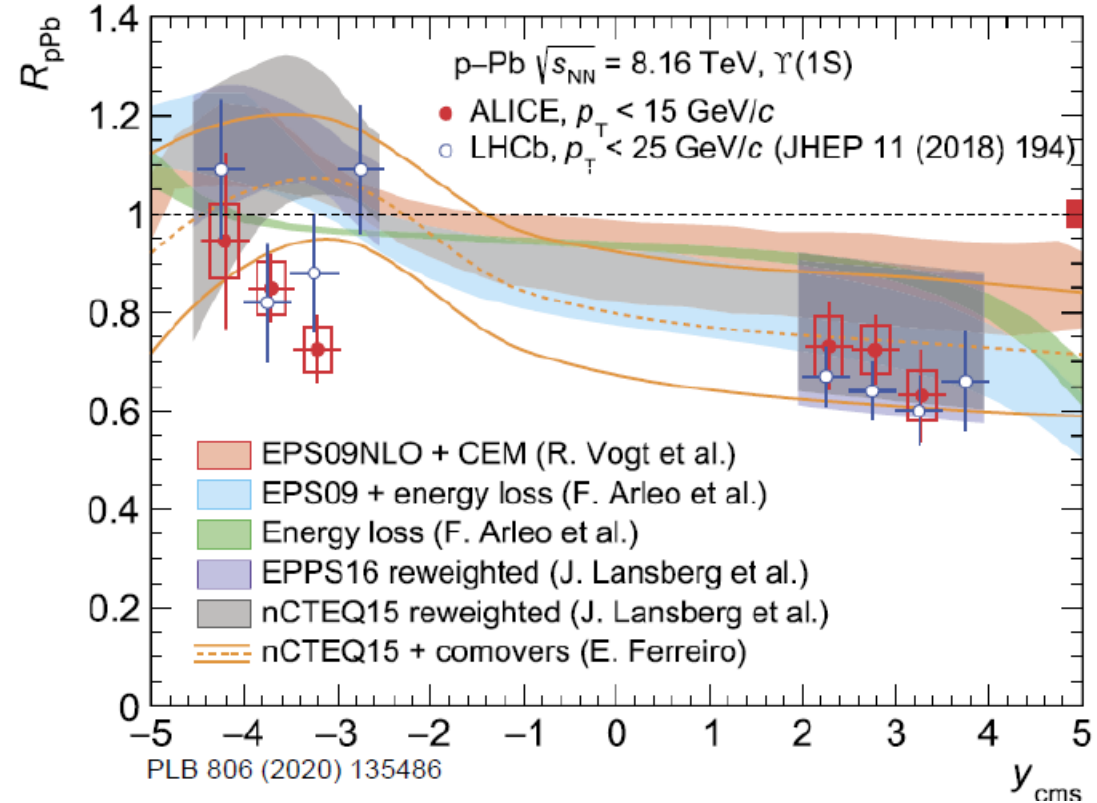 R_pPb
1.4
1.2
1
0.8
0.6
0.4
0.2
0
p–Pb √s_NN = 8.16 TeV, ϒ(1S)
ALICE, p_T < 15 GeV/c
LHCb, p_T < 25 GeV/c (JHEP 11 (2018) 194)
EPS09NLO + CEM (R. Vogt et al.)
EPS09 + energy loss (F. Arleo et al.)
Energy loss (F. Arleo et al.)
EPPS16 reweighted (J. Lansberg et al.)
nCTEQ15 reweighted (J. Lansberg et al.)
nCTEQ15 + comovers (E. Ferreiro)
−5 −4 −3 −2 −1 0 1 2 3 4 5
PLB 806 (2020) 135486
y_cms